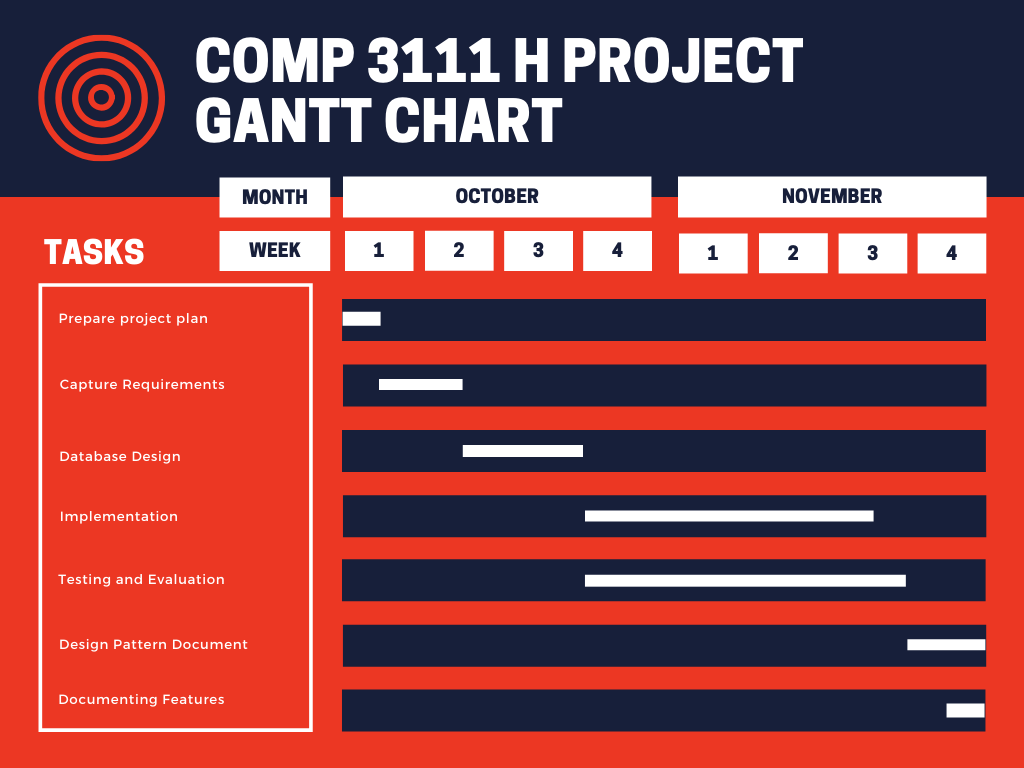 COMP 3111 H PROJECT
GANTT CHART
MONTH OCTOBER NOVEMBER
TASKS WEEK 1 2 3 4 1 2 3 4
Prepare project plan
Capture Requirements
Database Design
Implementation
Testing and Evaluation
Design Pattern Document
Documenting Features